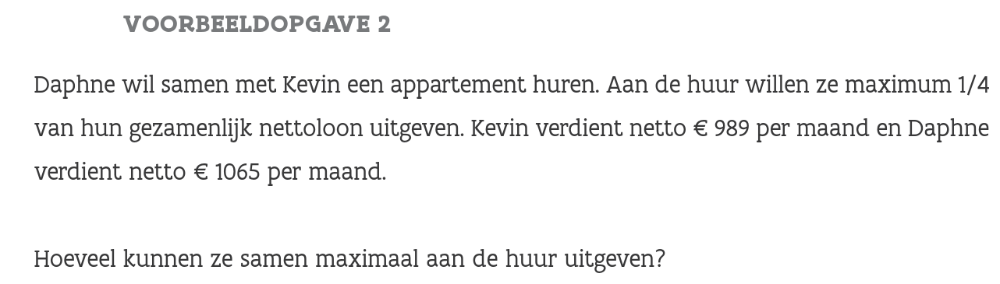 VOORBEELDOPGAVE 2
Daphne wil samen met Kevin een appartement huren. Aan de huur willen ze maximum 1/4
van hun gezamenlijk nettoloon uitgeven. Kevin verdient netto € 989 per maand en Daphne
verdient netto € 1065 per maand.
Hoeveel kunnen ze samen maximaal aan de huur uitgeven?